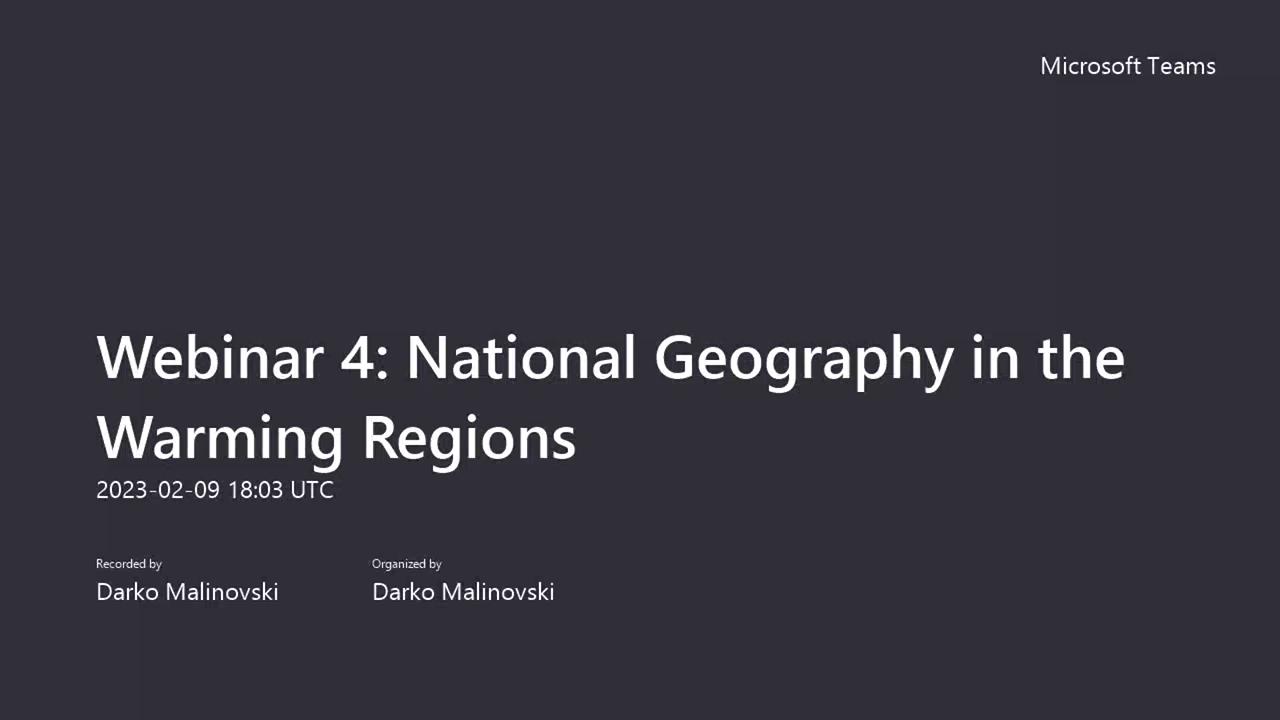 Microsoft Teams
Webinar 4: National Geography in the
Warming Regions
2023-02-09 18:03 UTC
Recorded by
Organized by
Darko Malinovski
Darko Malinovski